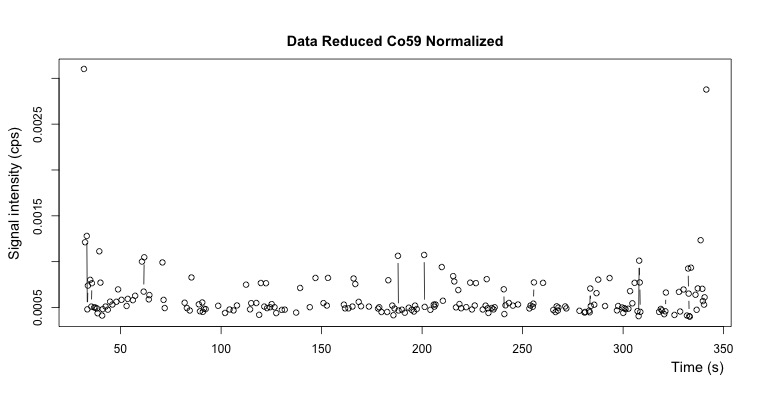 Data Reduced Co59 Normalized
Signal intensity (cps)
0.0025
0.0015
0.0005
50 100 150 200 250 300 350
Time (s)